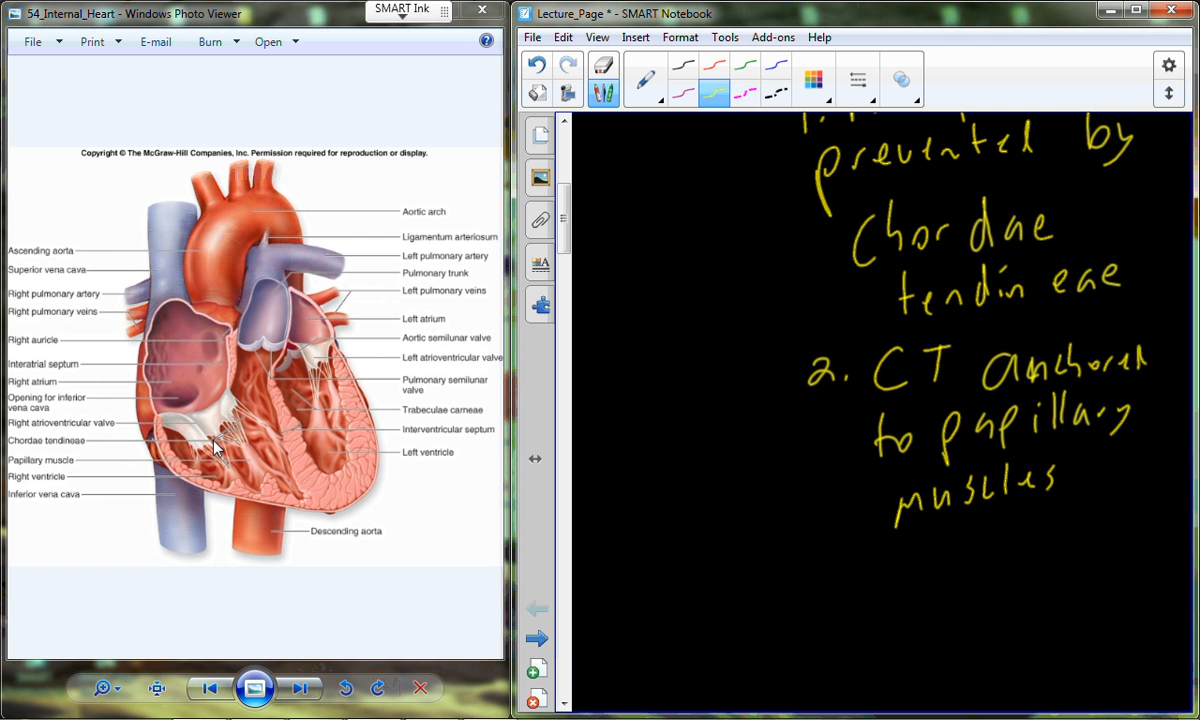 54_Internal_Heart - Windows Photo Viewer
SMART Ink
File Print E-mail Burn Open
Copyright © The McGraw-Hill Companies, Inc. Permission required for reproduction or display.
Ascending aorta
Superior vena cava
Right pulmonary artery
Right pulmonary veins
Right auricle
Interatrial septum
Right atrium
Opening for inferior
vena cava
Right atrioventricular valve
Chordae tendineae
Papillary muscle
Right ventricle
Inferior vena cava
Aortic arch
Ligamentum arteriosum
Left pulmonary artery
Pulmonary trunk
Left pulmonary veins
Left atrium
Aortic semilunar valve
Left atrioventricular valve
Pulmonary semilunar
valve
Trabeculae carneae
Interventricular septum
Left ventricle
Descending aorta
Lecture_Page * - SMART Notebook
File Edit View Insert Format Tools Add-ons Help
prevented by
Chordae
tendineae
2. CT anchored
to papillary
muscles